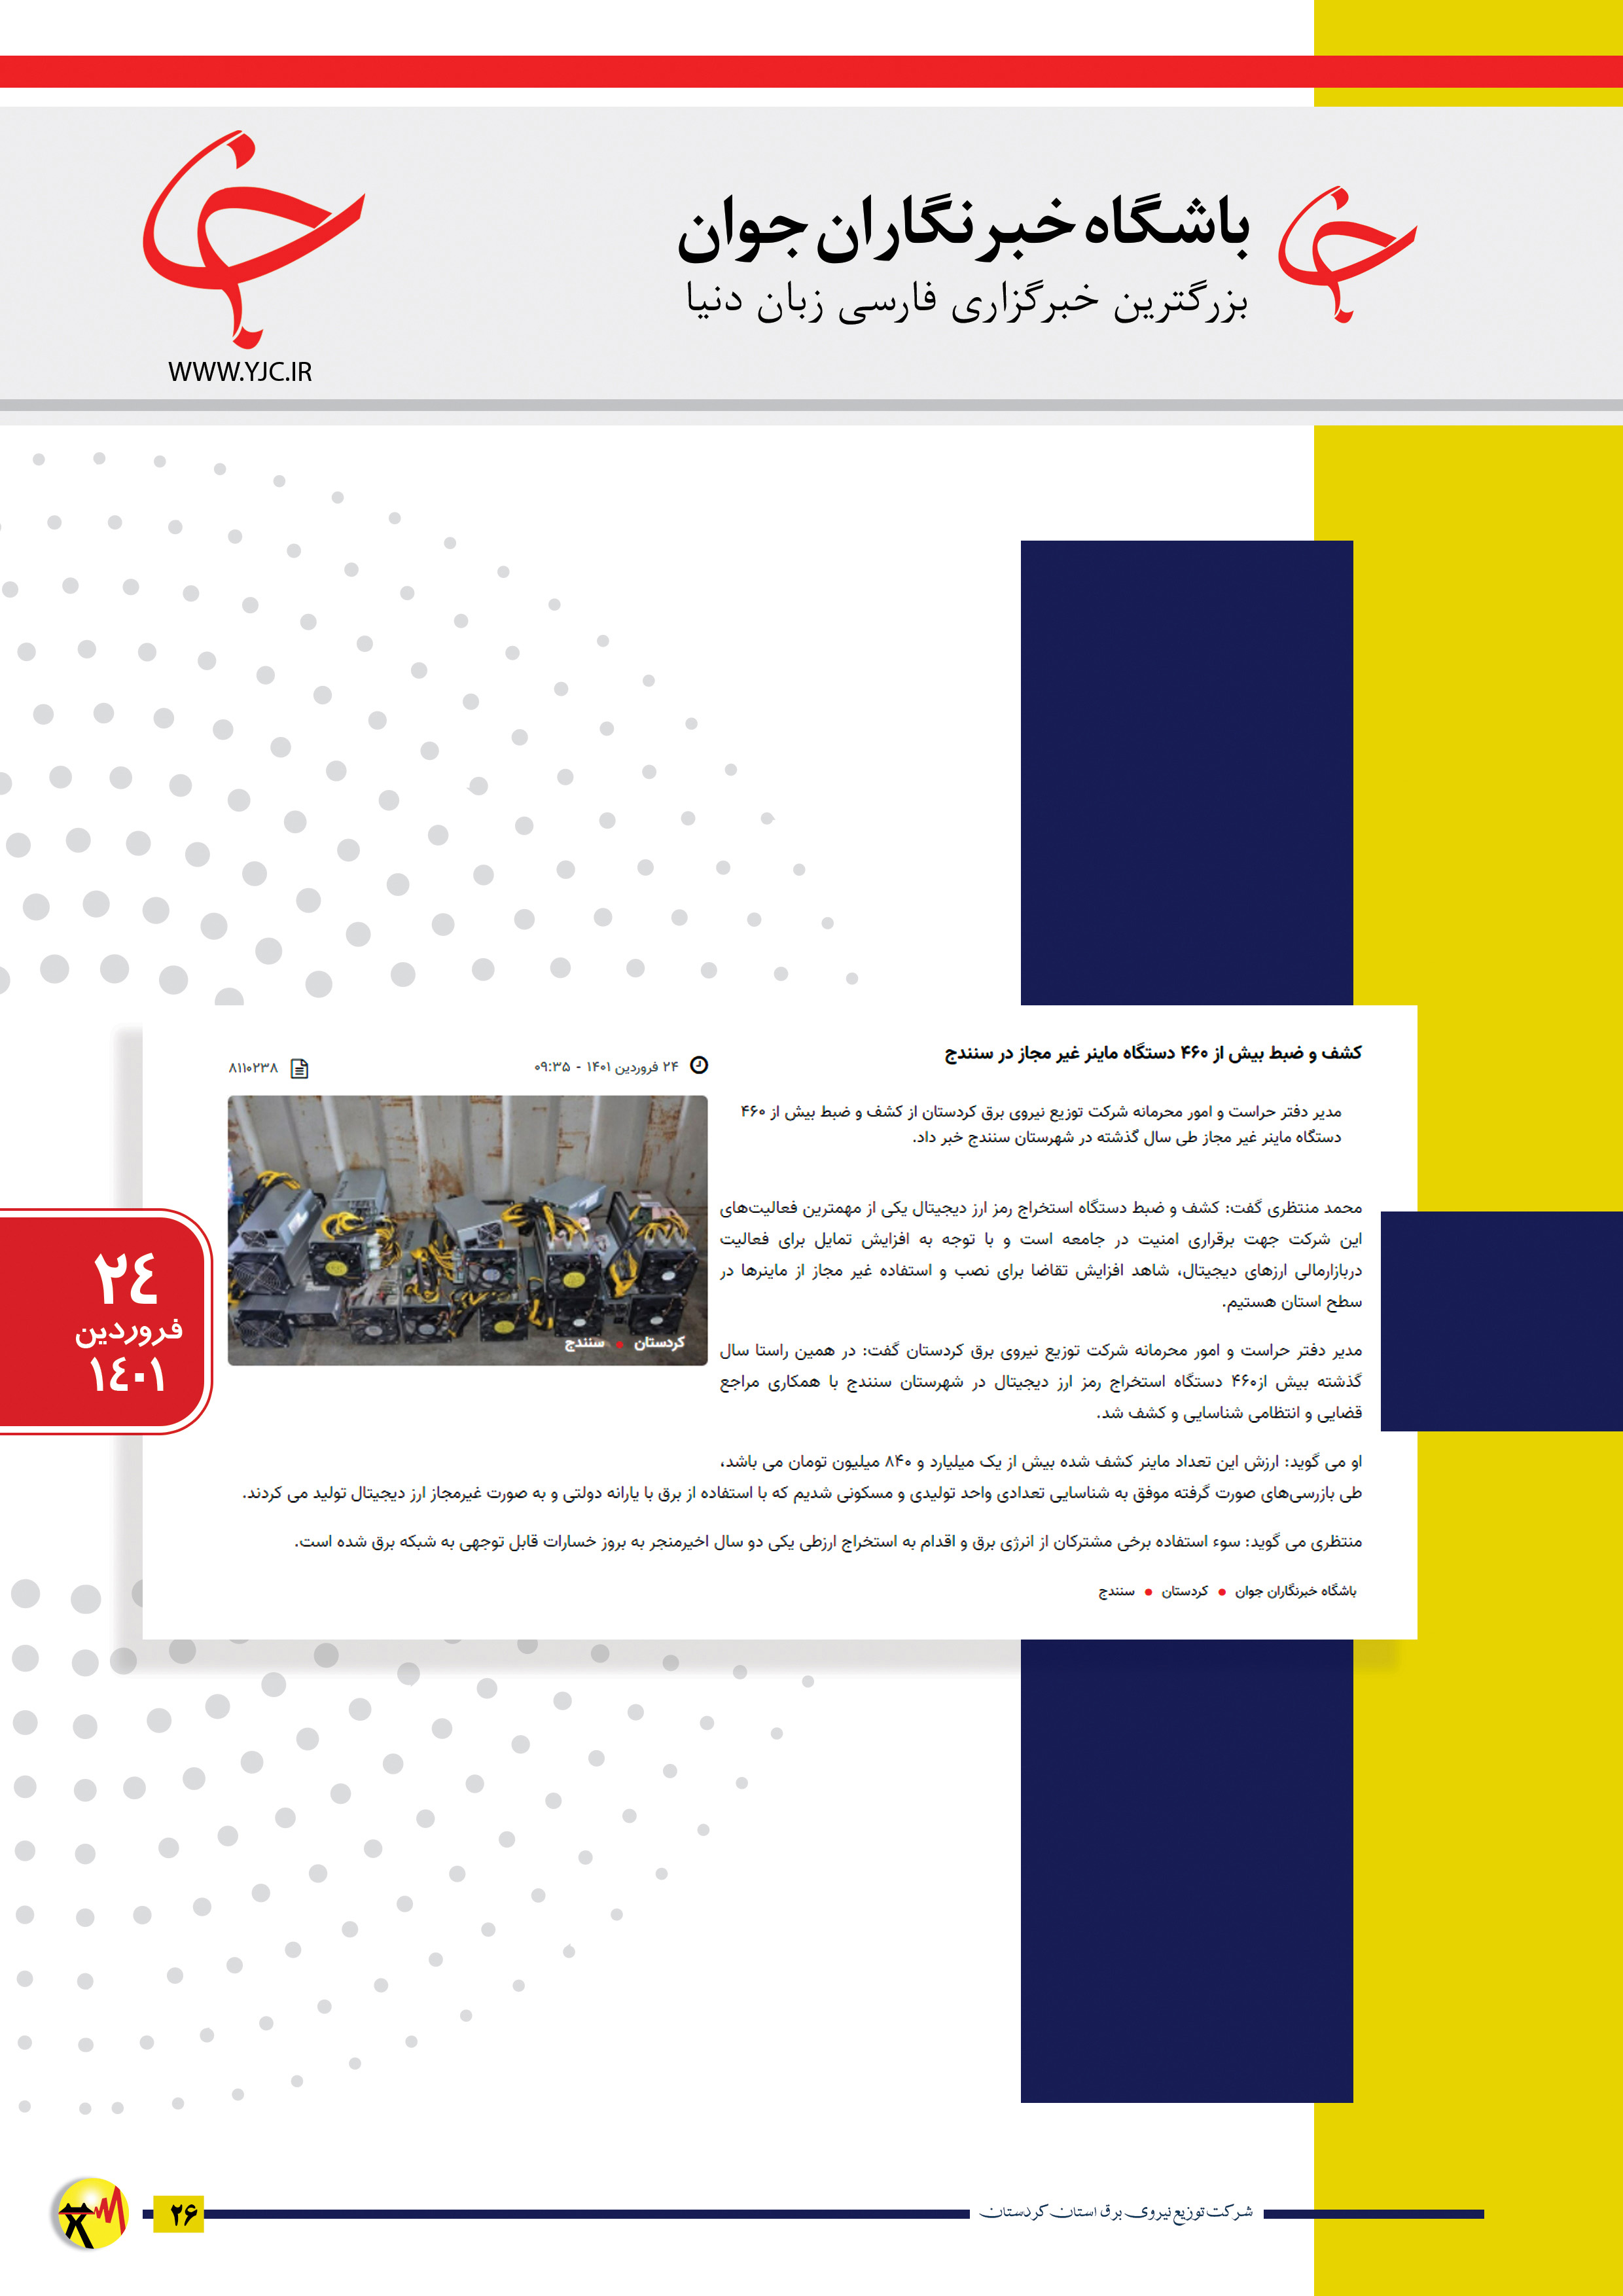 باشگاه خبرنگاران جوان
بزرگترین خبرگزاری فارسی زبان دنیا
WWW.YJC.IR
کشف و ضبط بیش از ۴۶۰ دستگاه ماینر غیر مجاز در سنندج
۲۴ فروردین ۱۴۰۱ - ۰۹:۳۵
۸۱۱۰۲۳۸
مدیر دفتر حراست و امور محرمانه شرکت توزیع نیروی برق کردستان از کشف و ضبط بیش از ۴۶۰
دستگاه ماینر غیر مجاز طی سال گذشته در شهرستان سنندج خبر داد.
محمد منتظری گفت: کشف و ضبط دستگاه استخراج رمز ارز دیجیتال یکی از مهمترین فعالیت‌های
این شرکت جهت برقراری امنیت در جامعه است و با توجه به افزایش تمایل برای فعالیت
دربازارمالی ارزهای دیجیتال، شاهد افزایش تقاضا برای نصب و استفاده غیر مجاز از ماینرها در
سطح استان هستیم.
کردستان • سنندج
مدیر دفتر حراست و امور محرمانه شرکت توزیع نیروی برق کردستان گفت: در همین راستا سال
گذشته بیش از۴۶۰ دستگاه استخراج رمز ارز دیجیتال در شهرستان سنندج با همکاری مراجع
قضایی و انتظامی شناسایی و کشف شد.
او می گوید: ارزش این تعداد ماینر کشف شده بیش از یک میلیارد و ۸۴۰ میلیون تومان می باشد،
طی بازرسی‌های صورت گرفته موفق به شناسایی تعدادی واحد تولیدی و مسکونی شدیم که با استفاده از برق با یارانه دولتی و به صورت غیرمجاز ارز دیجیتال تولید می کردند.
منتظری می گوید: سوء استفاده برخی مشترکان از انرژی برق و اقدام به استخراج ارزطی یکی دو سال اخیرمنجر به بروز خسارات قابل توجهی به شبکه برق شده است.
باشگاه خبرنگاران جوان • کردستان • سنندج
٢٤
فروردین
١٤٠١
شرکت توزیع نیروی برق استان کردستان
۲۶